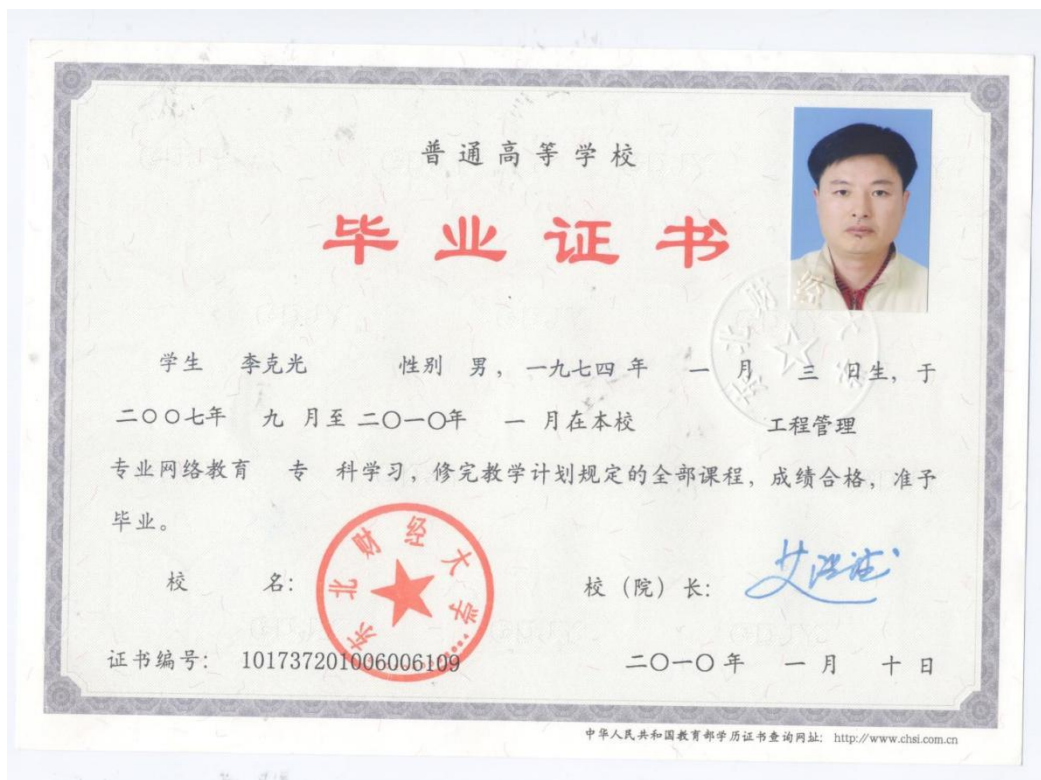 普通高等学校
毕业证书
学生 李克光 性别 男，一九七四 年 一 月 三 日生，于
二〇〇七年 九 月至 二〇一〇年 一 月在本校 工程管理
专业网络教育 专 科学习，修完教学计划规定的全部课程，成绩合格，准予
毕业。
校 名：
东北财经大学
校（院）长：
证书编号： 101737201006006109
二〇一〇 年 一 月 十 日
中华人民共和国教育部学历证书查询网址： http://www.chsi.com.cn